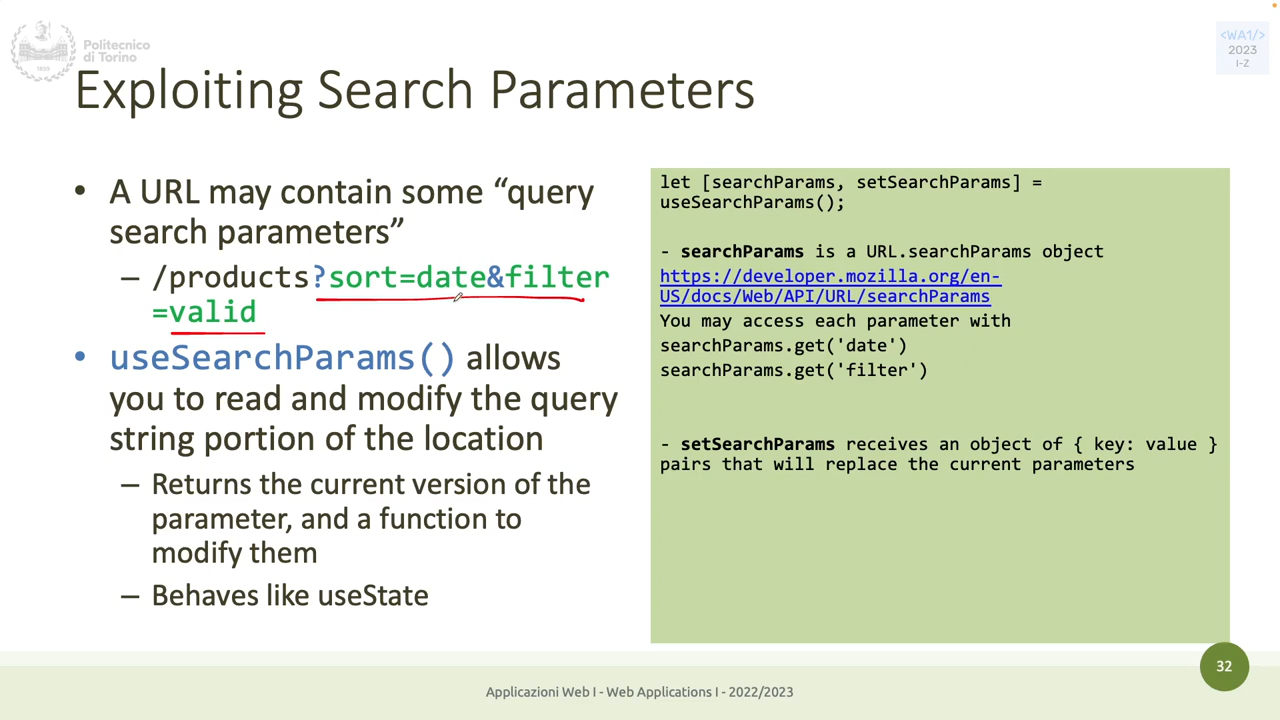 Politecnico
di Torino
1859
<WA1/>
2023
I-Z
Exploiting Search Parameters
• A URL may contain some “query
search parameters”
– /products?sort=date&filter
=valid
• useSearchParams() allows
you to read and modify the query
string portion of the location
– Returns the current version of the
parameter, and a function to
modify them
– Behaves like useState
let [searchParams, setSearchParams] =
useSearchParams();
- searchParams is a URL.searchParams object
https://developer.mozilla.org/en-
US/docs/Web/API/URL/searchParams
You may access each parameter with
searchParams.get('date')
searchParams.get('filter')
- setSearchParams receives an object of { key: value }
pairs that will replace the current parameters
32
Applicazioni Web I - Web Applications I - 2022/2023